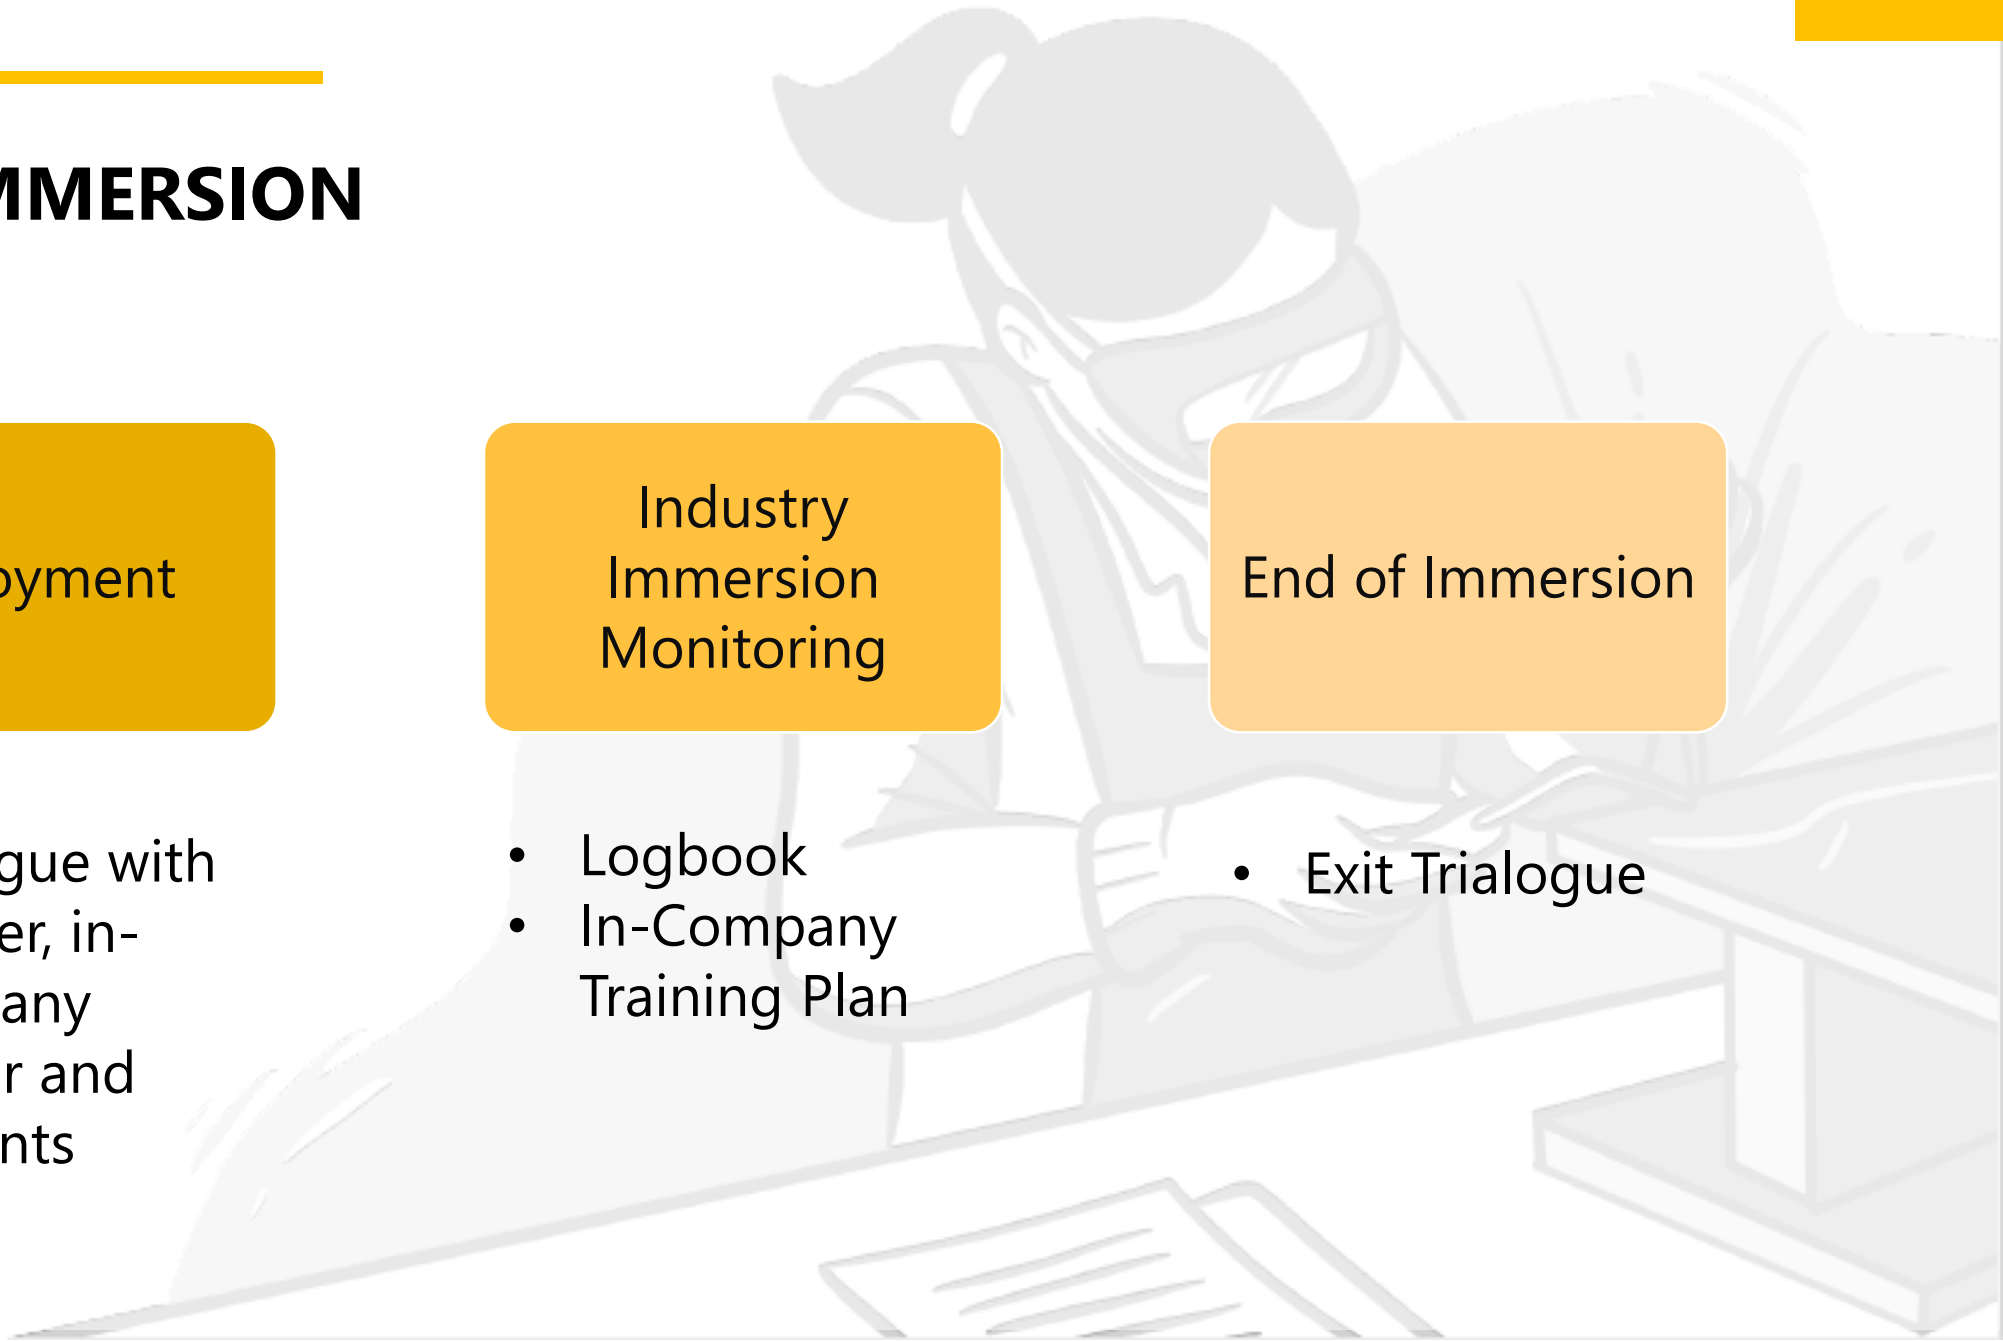 MMERSION
oyment
Industry
Immersion
Monitoring
End of Immersion
gue with
er, in-
any
r and
nts
• Logbook
• In-Company
Training Plan
• Exit Trialogue